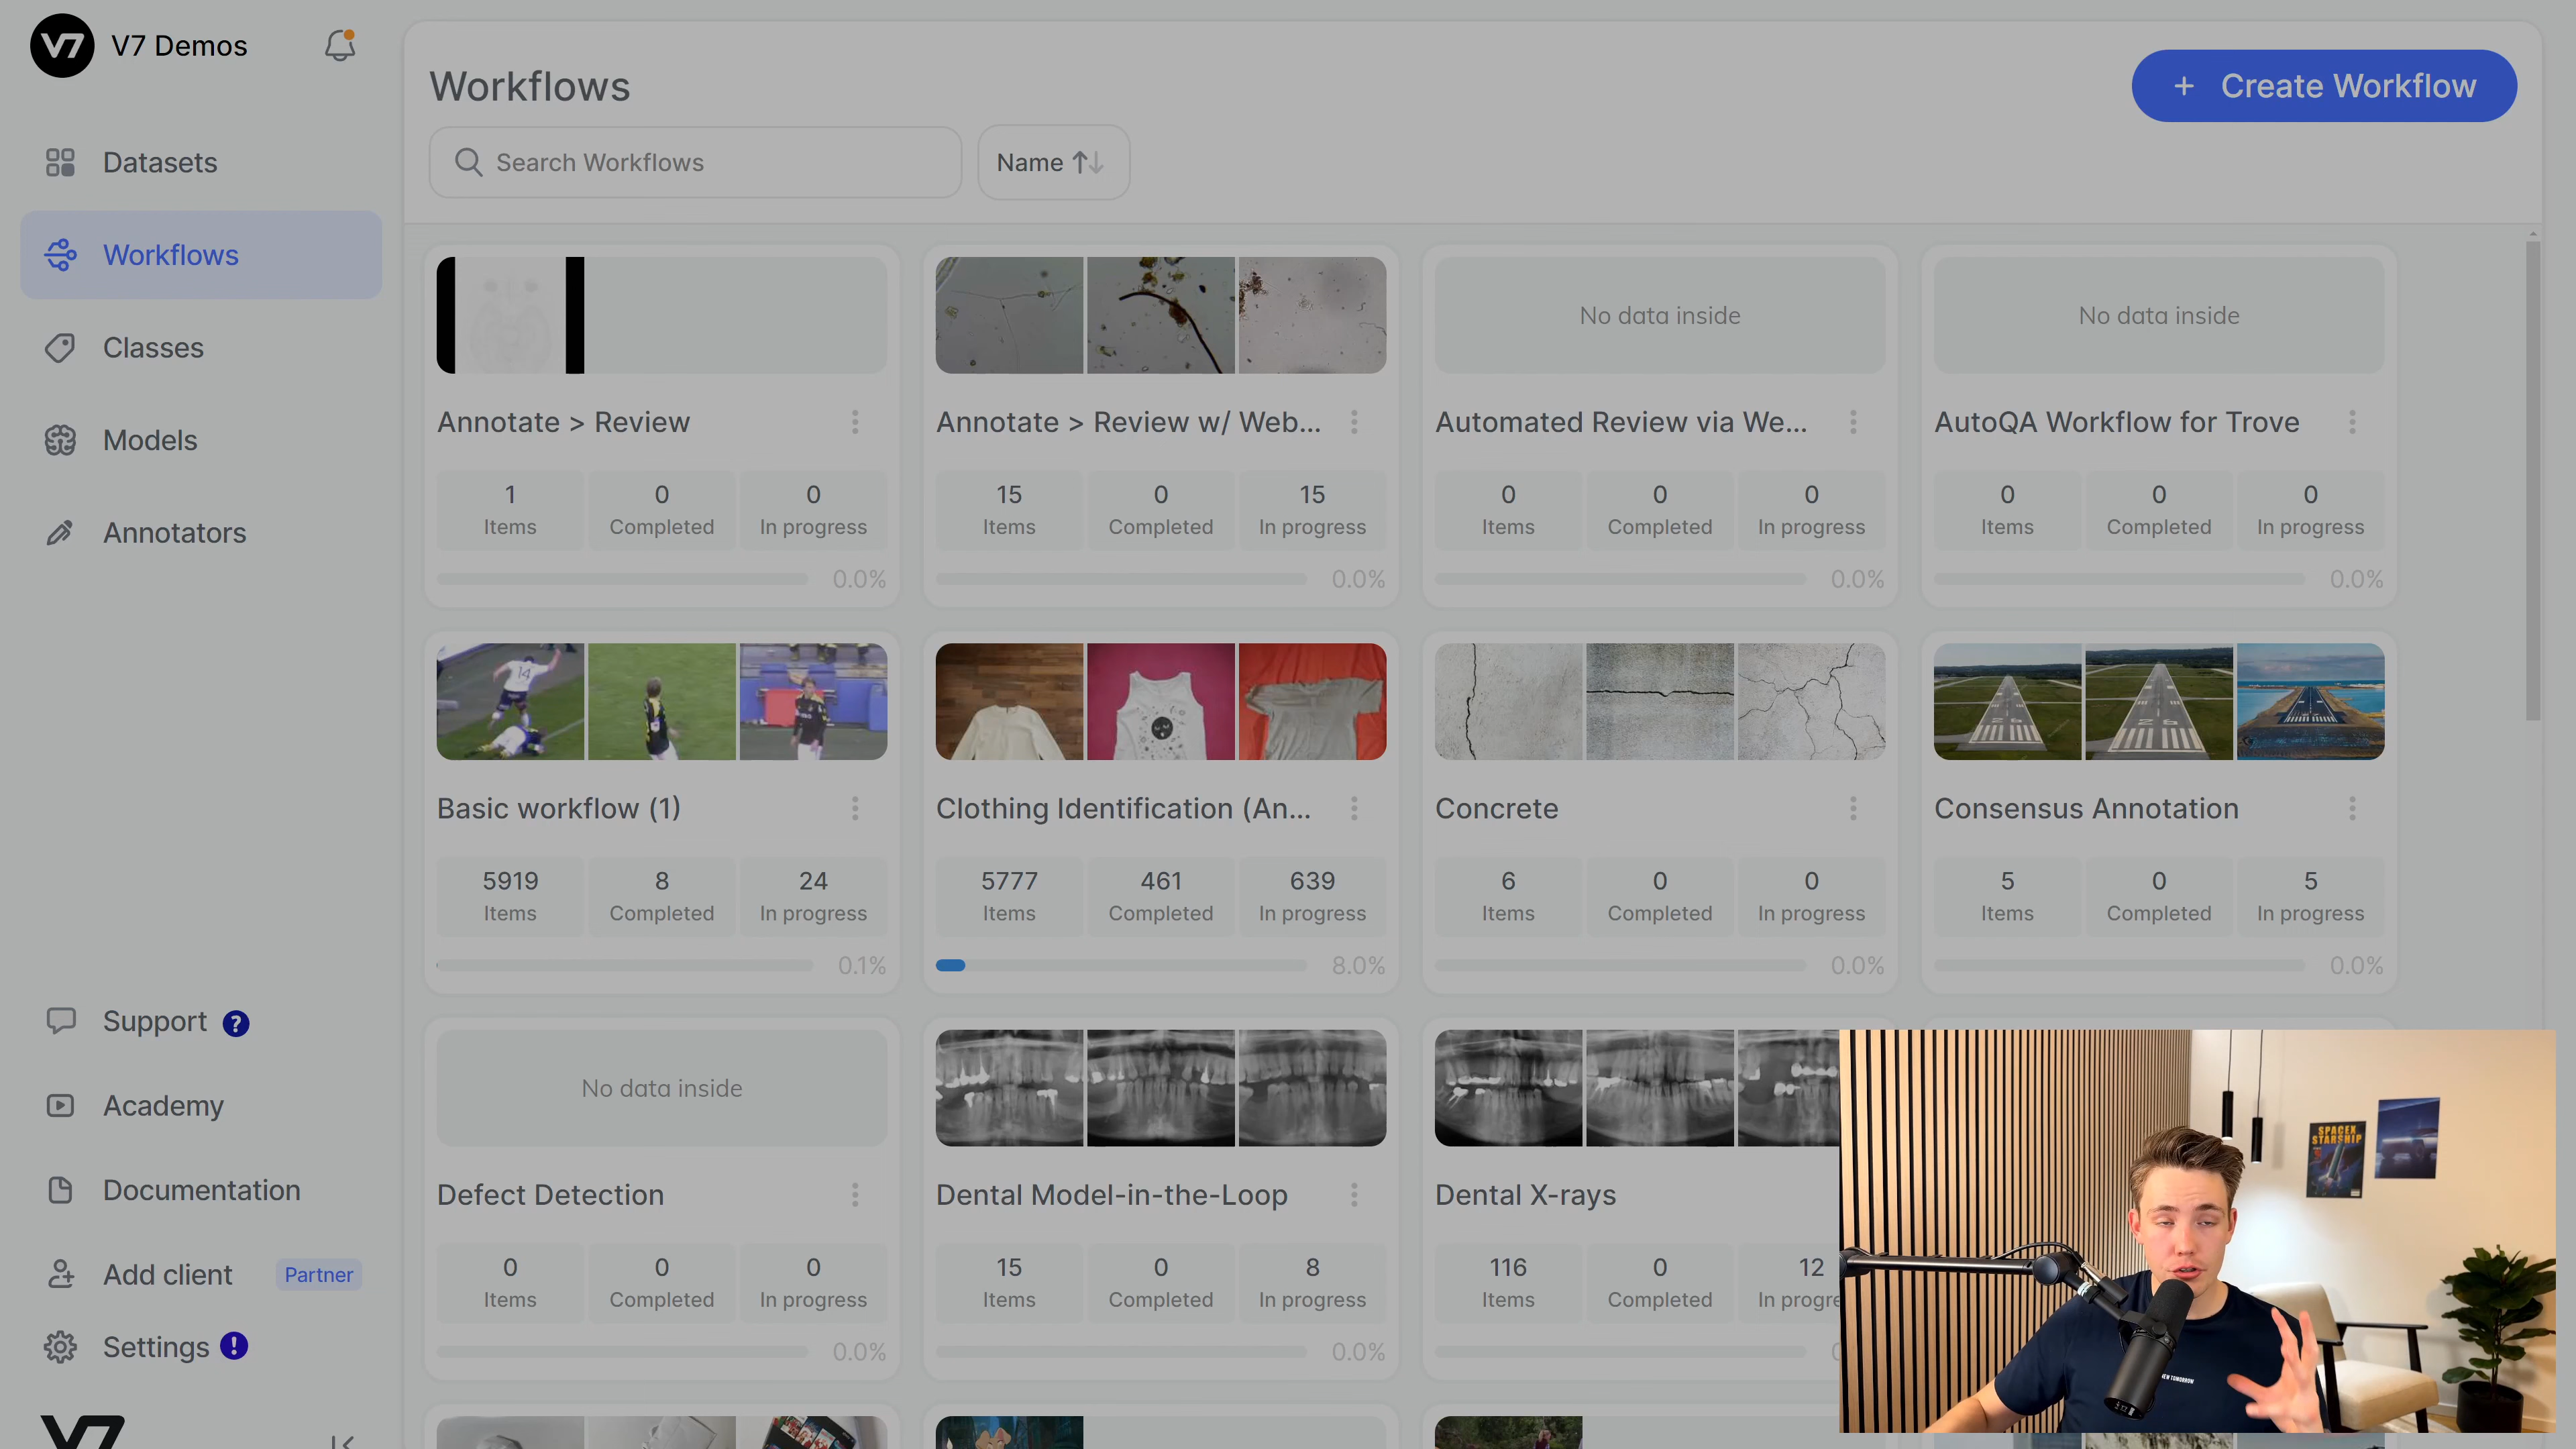 V7 V7 Demos
Datasets
Workflows
Classes
Models
Annotators
Support ?
Academy
Documentation
Add client Partner
Settings !
V7
Workflows
+ Create Workflow
Search Workflows
Name
No data inside
No data inside
Annotate > Review
Annotate > Review w/ Web...
Automated Review via We...
AutoQA Workflow for Trove
1 0 0 15 0 15 0 0 0 0 0 0
Items Completed In progress Items Completed In progress Items Completed In progress Items Completed In progress
0.0% 0.0% 0.0% 0.0%
14
26
26
Basic workflow (1)
Clothing Identification (An...
Concrete
Consensus Annotation
5919 8 24 5777 461 639 6 0 0 5 0 5
Items Completed In progress Items Completed In progress Items Completed In progress Items Completed In progress
0.1% 8.0% 0.0% 0.0%
No data inside
Defect Detection
Dental Model-in-the-Loop
Dental X-rays
0 0 0 15 0 8 116 0 12
Items Completed In progress Items Completed In progress Items Completed In progre
0.0% 0.0%
SPACEX
STARSHIP